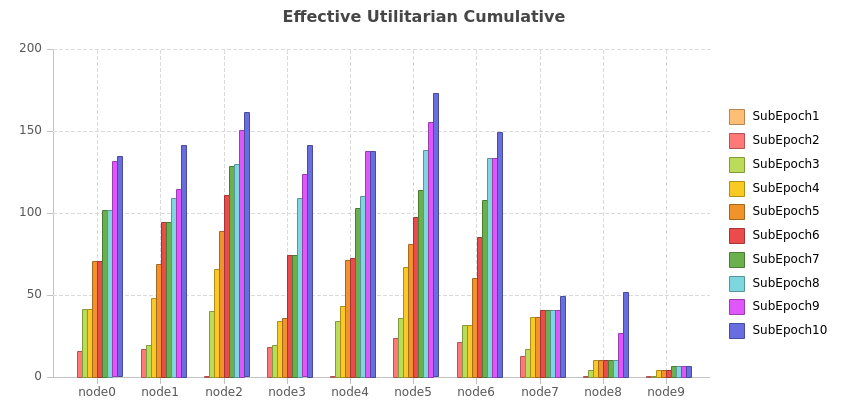 Effective Utilitarian Cumulative
200
150
100
50
0
node0 node1 node2 node3 node4 node5 node6 node7 node8 node9
SubEpoch1
SubEpoch2
SubEpoch3
SubEpoch4
SubEpoch5
SubEpoch6
SubEpoch7
SubEpoch8
SubEpoch9
SubEpoch10